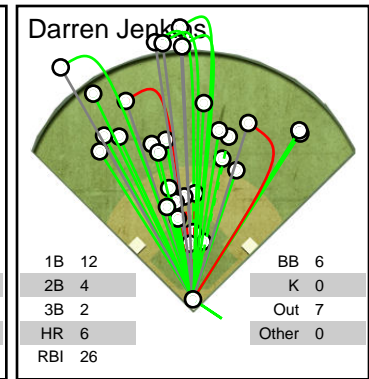 Darren Jenkins
1B 12 BB 6
2B 4 K 0
3B 2 Out 7
HR 6 Other 0
RBI 26